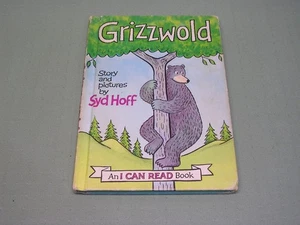 Grizzwold
Story
and
pictures
by
Syd Hoff
An I CAN READ Book